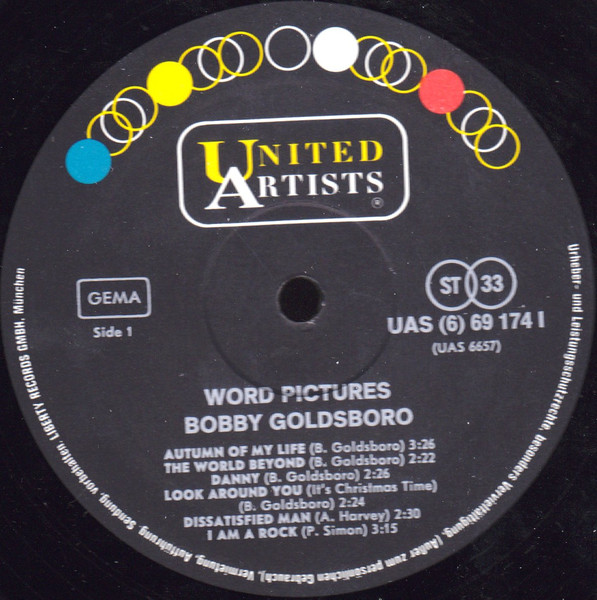 UNITED
ARTISTS
®
GEMA
Side 1
ST 33
UAS (6) 69 174 I
(UAS 6657)
WORD PICTURES
BOBBY GOLDSBORO
AUTUMN OF MY LIFE (B. Goldsboro) 3:26
THE WORLD BEYOND (B. Goldsboro) 2:22
DANNY (B. Goldsboro) 2:26
LOOK AROUND YOU (It's Christmas Time)
(B. Goldsboro) 2:24
DISSATISFIED MAN (A. Harvey) 2:30
I AM A ROCK (P. Simon) 3:15
Urheber- und Leistungsschutzrechte, besonders Vervielfältigung, (Außer zum persönlichen Gebrauch), Vermietung, Aufführung, Sendung, vorbehalten. LIBERTY RECORDS GMBH. München